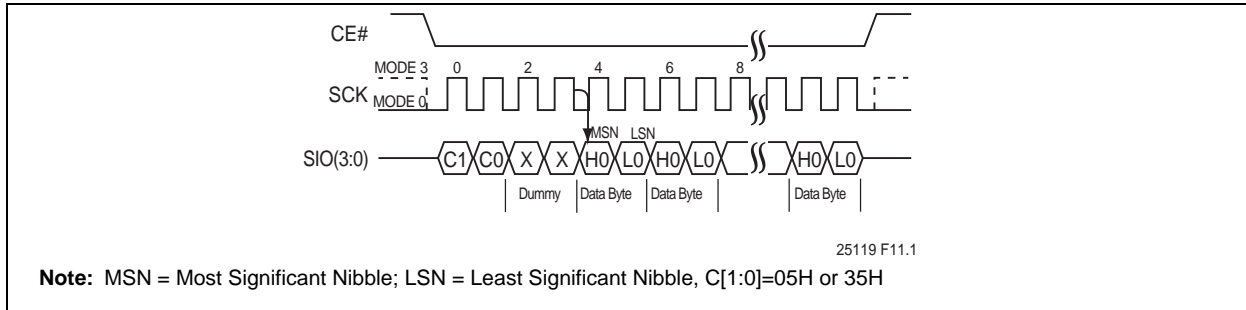 CE#
MODE 3 0 2 4 6 8
SCK MODE 0
MSN LSN
SIO(3:0) C1 C0 X X H0 L0 H0 L0 H0 L0
Dummy Data Byte Data Byte Data Byte
25119 F11.1
Note: MSN = Most Significant Nibble; LSN = Least Significant Nibble, C[1:0]=05H or 35H